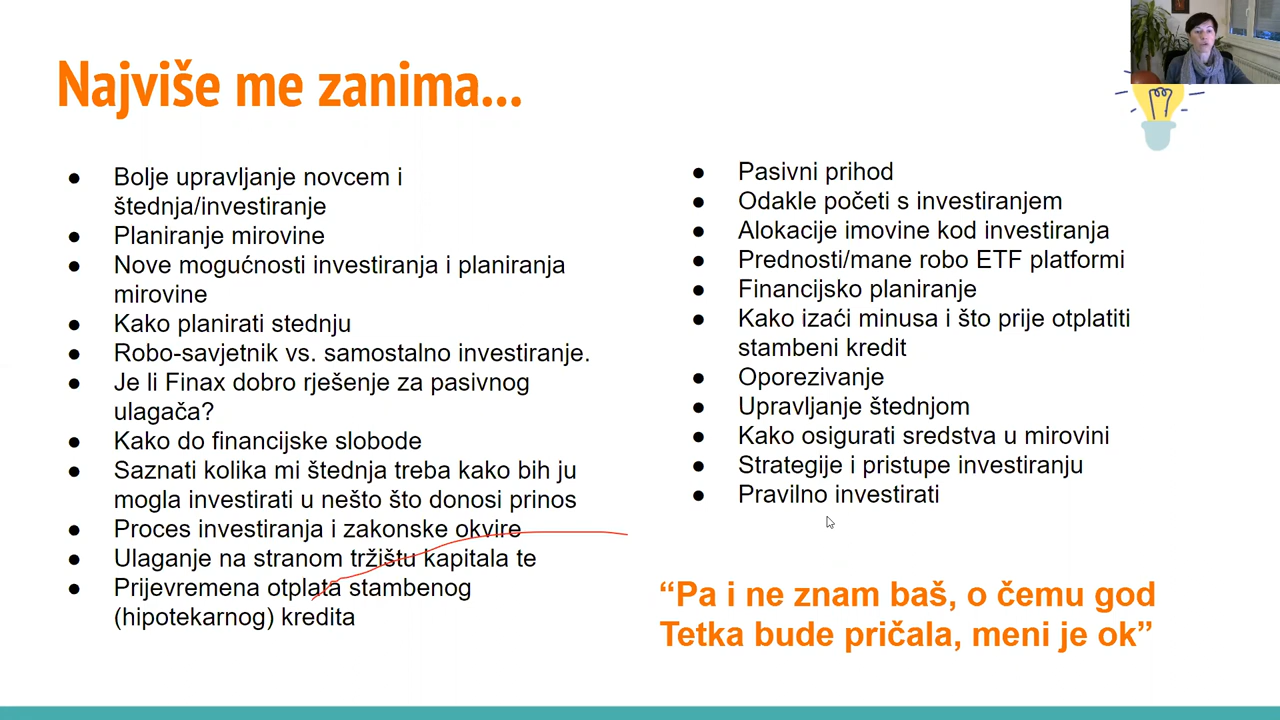 Najviše me zanima...
● Bolje upravljanje novcem i
štednja/investiranje
● Planiranje mirovine
● Nove mogućnosti investiranja i planiranja
mirovine
● Kako planirati stednju
● Robo-savjetnik vs. samostalno investiranje.
● Je li Finax dobro rješenje za pasivnog
ulagača?
● Kako do financijske slobode
● Saznati kolika mi štednja treba kako bih ju
mogla investirati u nešto što donosi prinos
● Proces investiranja i zakonske okvire
● Ulaganje na stranom tržištu kapitala te
● Prijevremena otplata stambenog
(hipotekarnog) kredita
● Pasivni prihod
● Odakle početi s investiranjem
● Alokacije imovine kod investiranja
● Prednosti/mane robo ETF platformi
● Financijsko planiranje
● Kako izaći minusa i što prije otplatiti
stambeni kredit
● Oporezivanje
● Upravljanje štednjom
● Kako osigurati sredstva u mirovini
● Strategije i pristupe investiranju
● Pravilno investirati
“Pa i ne znam baš, o čemu god
Tetka bude pričala, meni je ok”